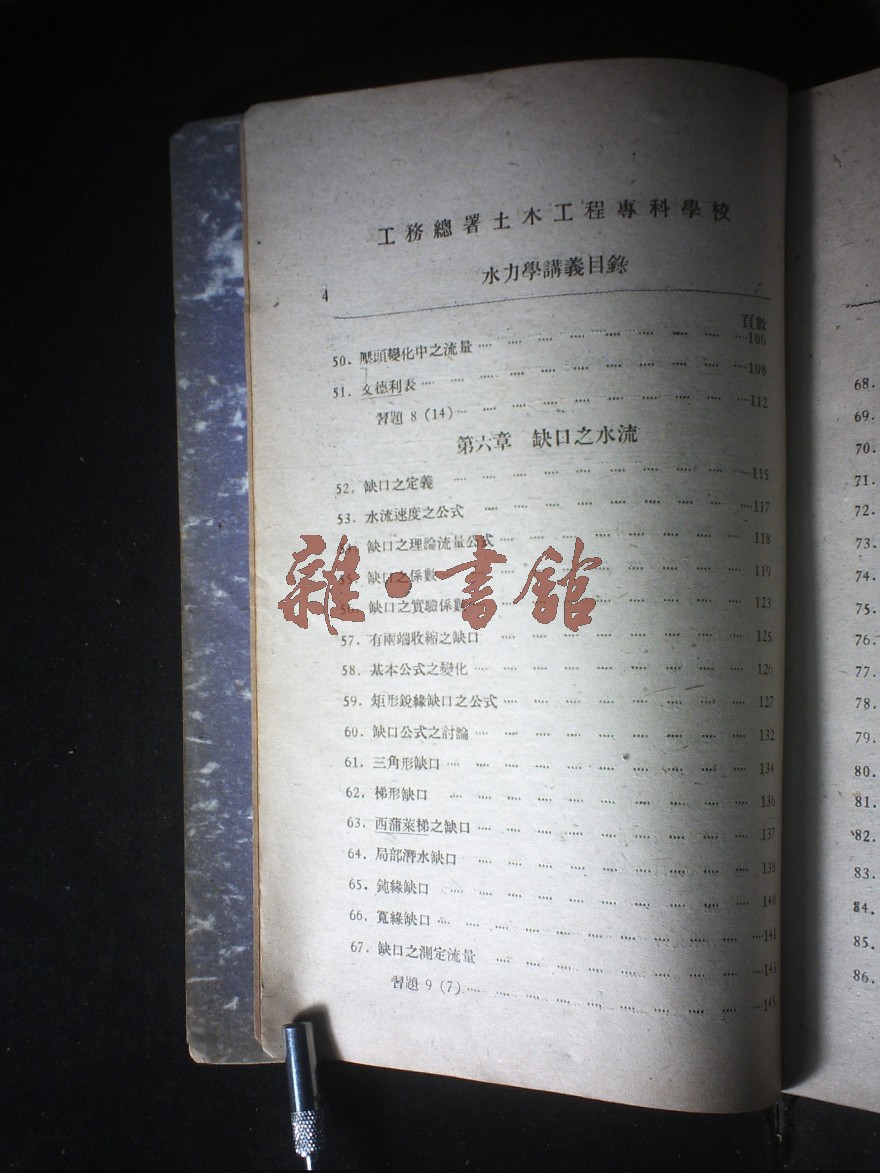 工務總署土木工程專科學校
水力學講義目錄
4
頁數
50. 壓頭變化中之流量 106
51. 文德利表 108
習題 8 (14) 112
第六章 缺口之水流
52. 缺口之定義 115
53. 水流速度之公式 117
54. 缺口之理論流量公式 118
55. 缺口之係數 119
56. 缺口之實驗係數 123
57. 有兩端收縮之缺口 125
58. 基本公式之變化 126
59. 矩形銳緣缺口之公式 127
60. 缺口公式之討論 132
61. 三角形缺口 134
62. 梯形缺口 136
63. 西蒲萊梯之缺口 137
64. 局部潛水缺口 138
65. 鈍緣缺口 140
66. 寬緣缺口 141
67. 缺口之測定流量 143
習題 9 (7) 145
雜·書館
68.
69.
70.
71.
72.
73.
74.
75.
76.
77.
78.
79.
80.
81.
82.
83.
84.
85.
86.